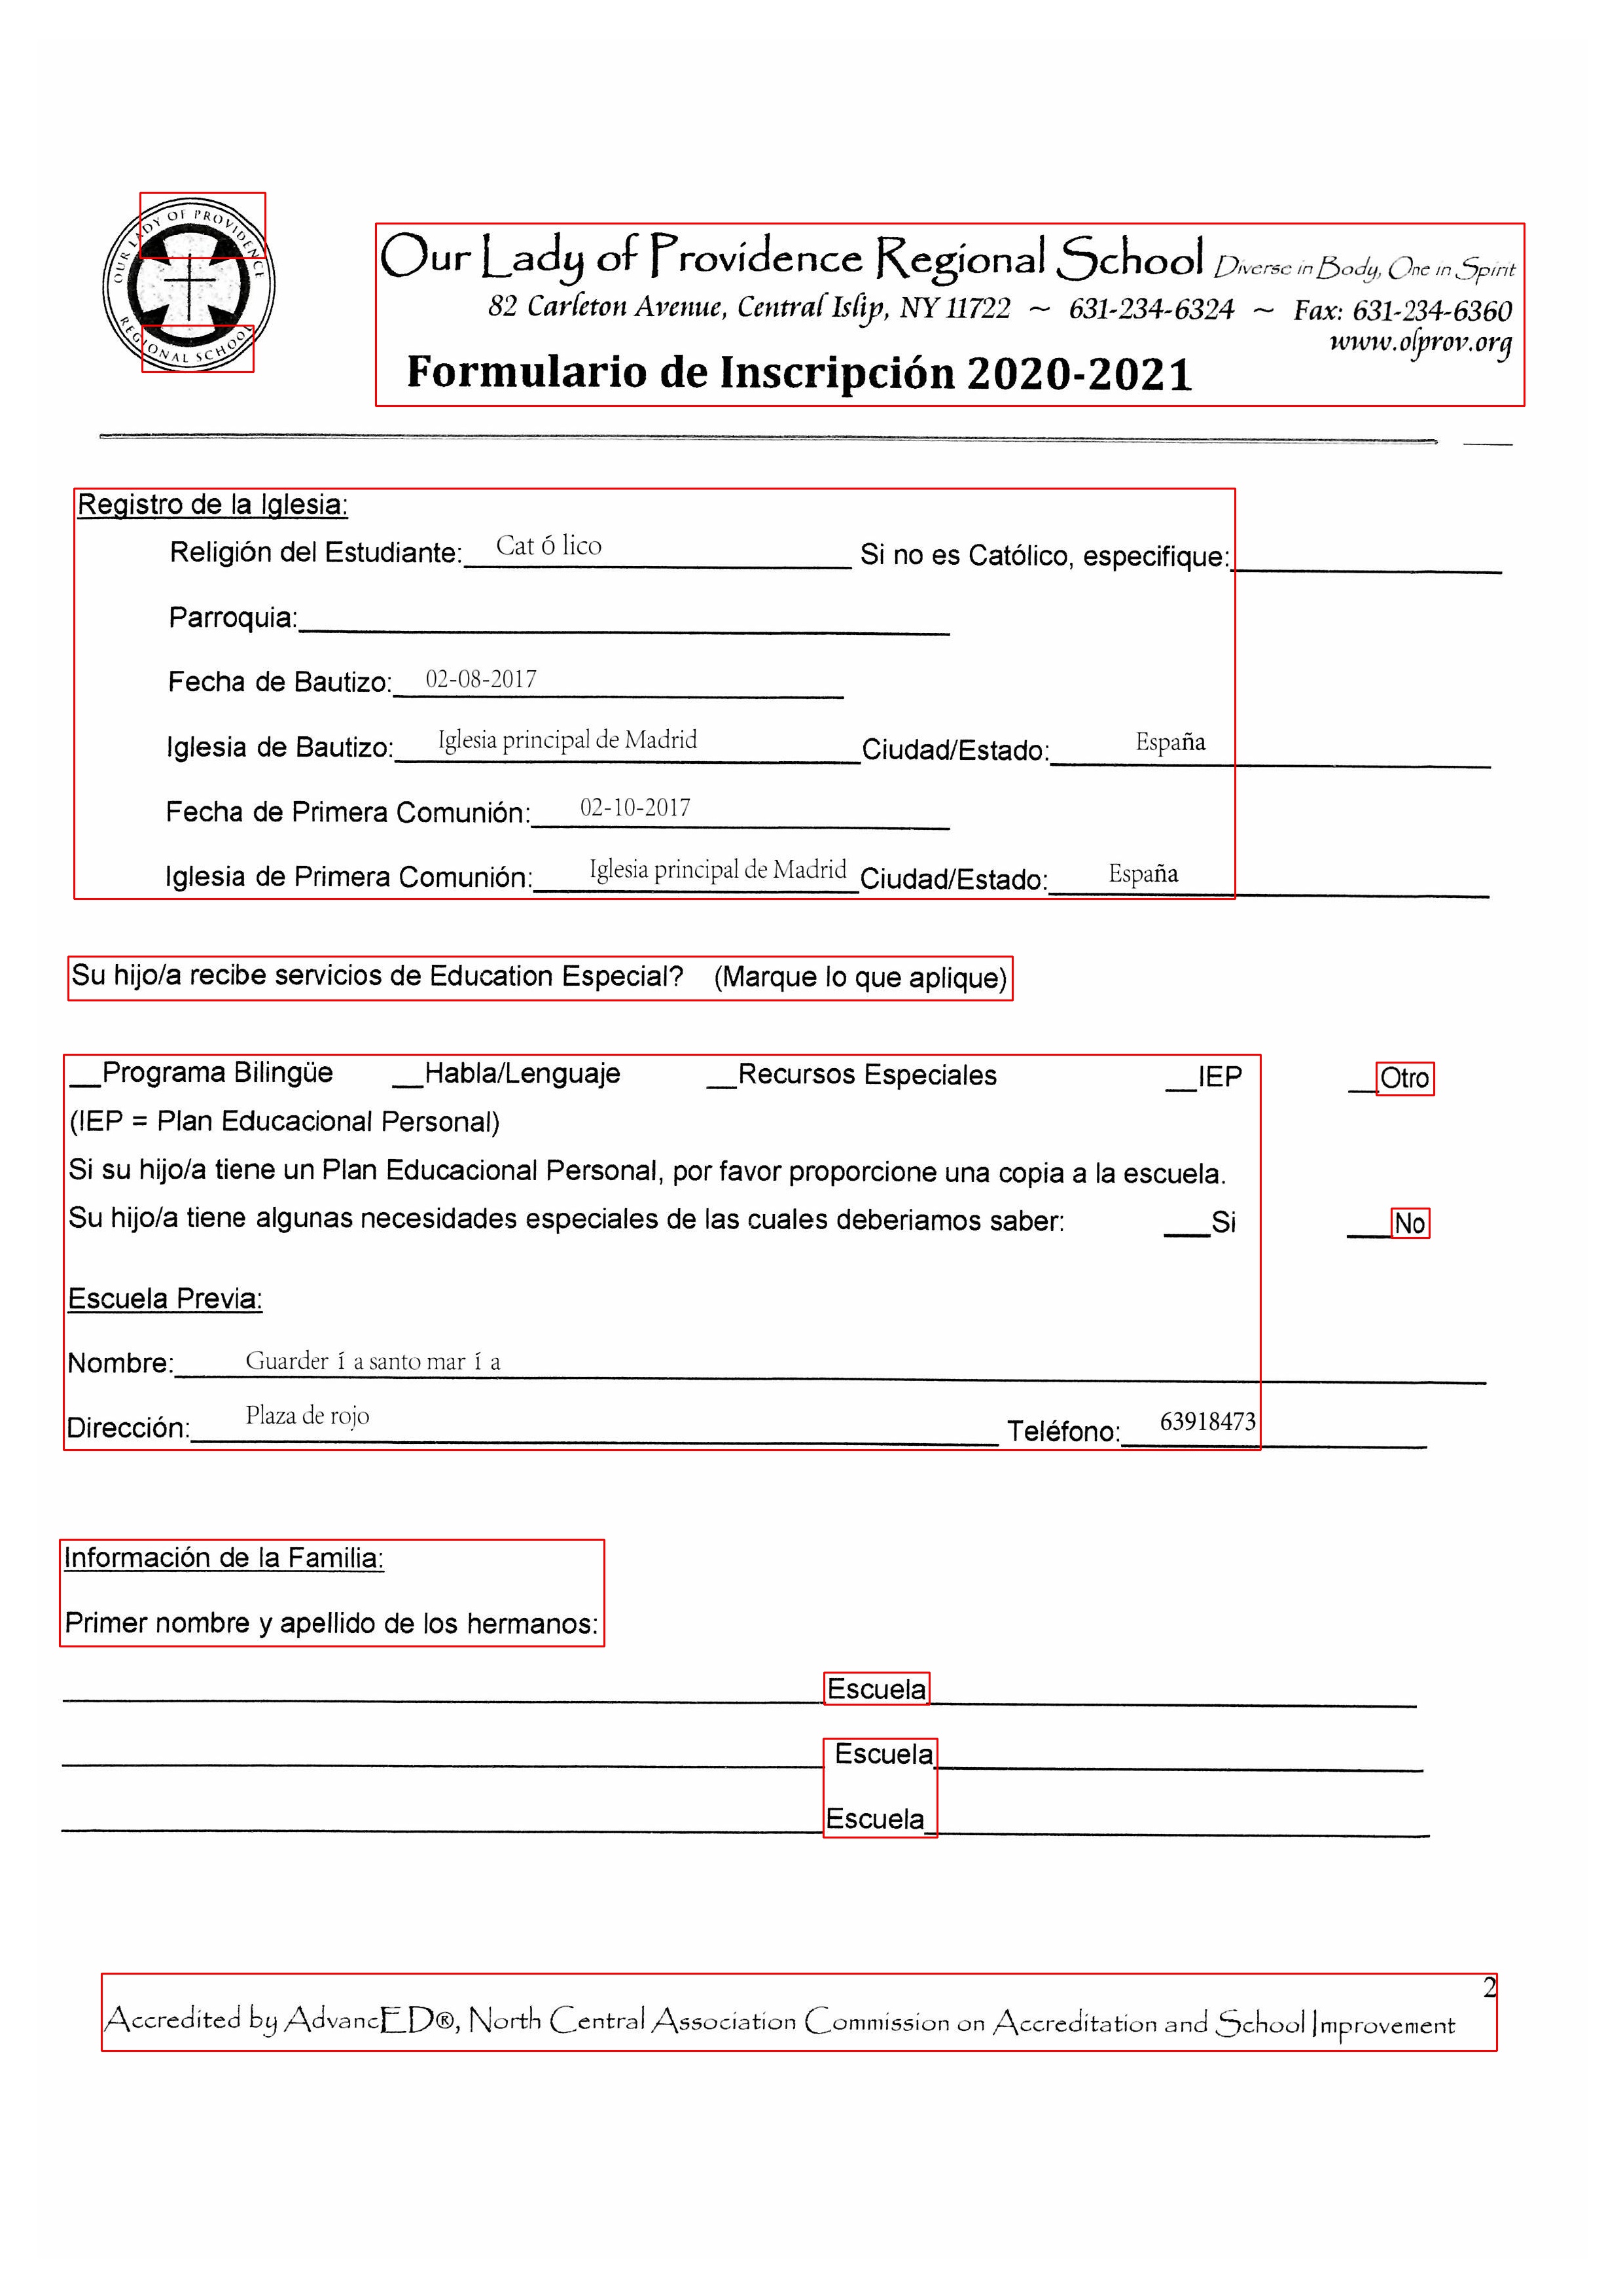 OUR LADY OF PROVIDENCE
REGIONAL SCHOOL
Our Lady of Providence Regional School Diverse in Body, One in Spirit
82 Carleton Avenue, Central Islip, NY 11722 ~ 631-234-6324 ~ Fax: 631-234-6360
www.olprov.org
Formulario de Inscripción 2020-2021
Registro de la Iglesia:
Religión del Estudiante: Cat ó lico Si no es Católico, especifique:
Parroquia:
Fecha de Bautizo: 02-08-2017
Iglesia de Bautizo: Iglesia principal de Madrid Ciudad/Estado: España
Fecha de Primera Comunión: 02-10-2017
Iglesia de Primera Comunión: Iglesia principal de Madrid Ciudad/Estado: España
Su hijo/a recibe servicios de Education Especial? (Marque lo que aplique)
__Programa Bilingüe __Habla/Lenguaje __Recursos Especiales __IEP __Otro
(IEP = Plan Educacional Personal)
Si su hijo/a tiene un Plan Educacional Personal, por favor proporcione una copia a la escuela.
Su hijo/a tiene algunas necesidades especiales de las cuales deberiamos saber: ___Si ___No
Escuela Previa:
Nombre: Guarder í a santo mar í a
Dirección: Plaza de rojo Teléfono: 63918473
Información de la Familia:
Primer nombre y apellido de los hermanos:
Escuela
Escuela
Escuela
2
Accredited by AdvancED®, North Central Association Commission on Accreditation and School Improvement